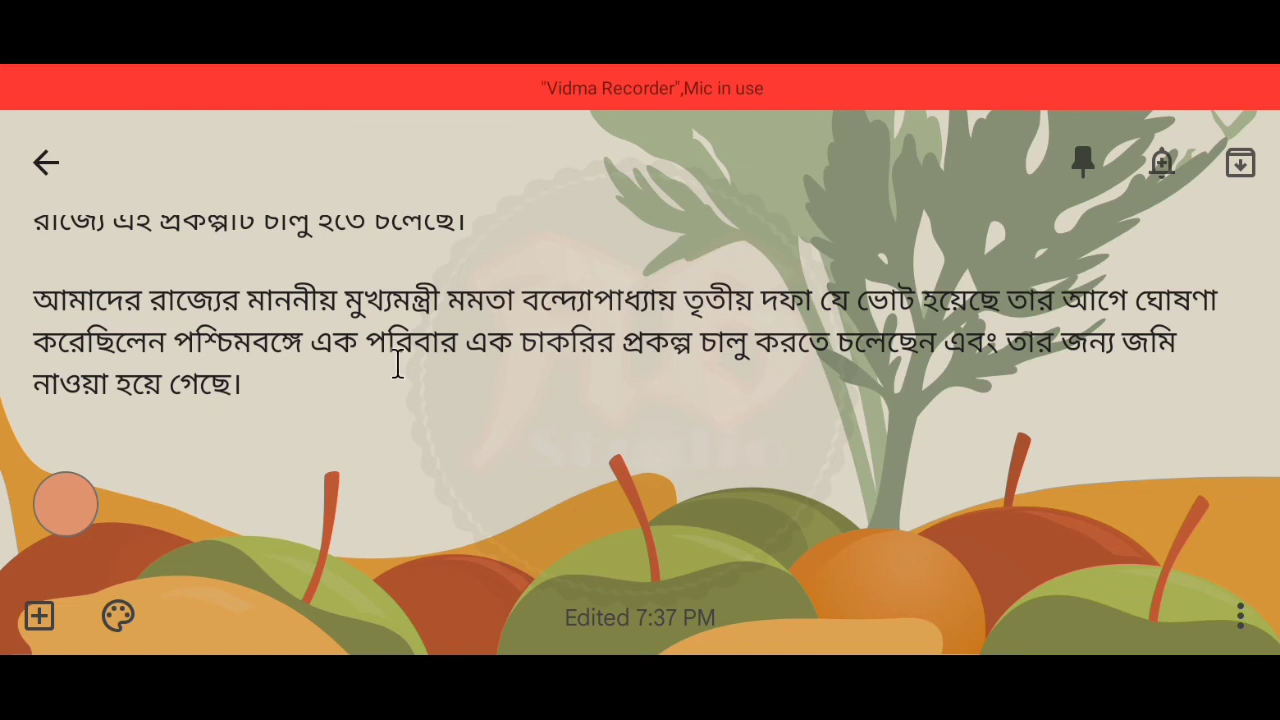 "Vidma Recorder",Mic in use
রাজ্যে এই প্রকল্পটি চালু হতে চলেছে।
আমাদের রাজ্যের মাননীয় মুখ্যমন্ত্রী মমতা বন্দ্যোপাধ্যায় তৃতীয় দফা যে ভোট হয়েছে তার আগে ঘোষণা
করেছিলেন পশ্চিমবঙ্গে এক পরিবার এক চাকরির প্রকল্প চালু করতে চলেছেন এবং তার জন্য জমি
নাওয়া হয়ে গেছে।
Edited 7:37 PM